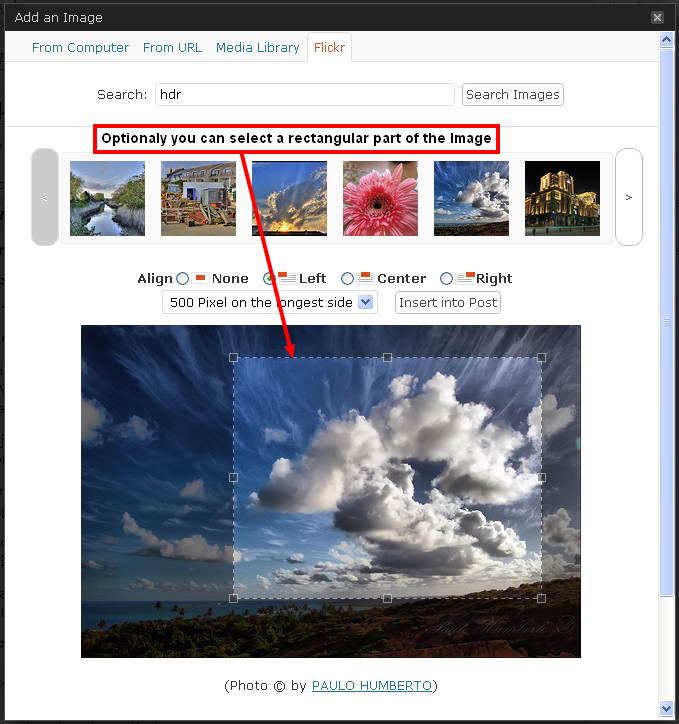 Add an Image
From Computer From URL Media Library Flickr
Search: hdr Search Images
Optionaly you can select a rectangular part of the Image
< >
Align None Left Center Right
500 Pixel on the longest side Insert into Post
Paulo Humberto
(Photo © by PAULO HUMBERTO)